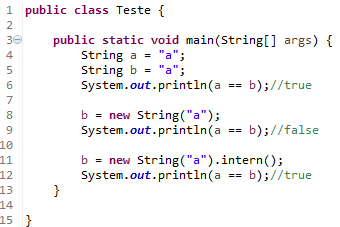 1 public class Teste {
2
3 public static void main(String[] args) {
4 String a = "a";
5 String b = "a";
6 System.out.println(a == b);//true
7
8 b = new String("a");
9 System.out.println(a == b);//false
10
11 b = new String("a").intern();
12 System.out.println(a == b);//true
13 }
14
15 }